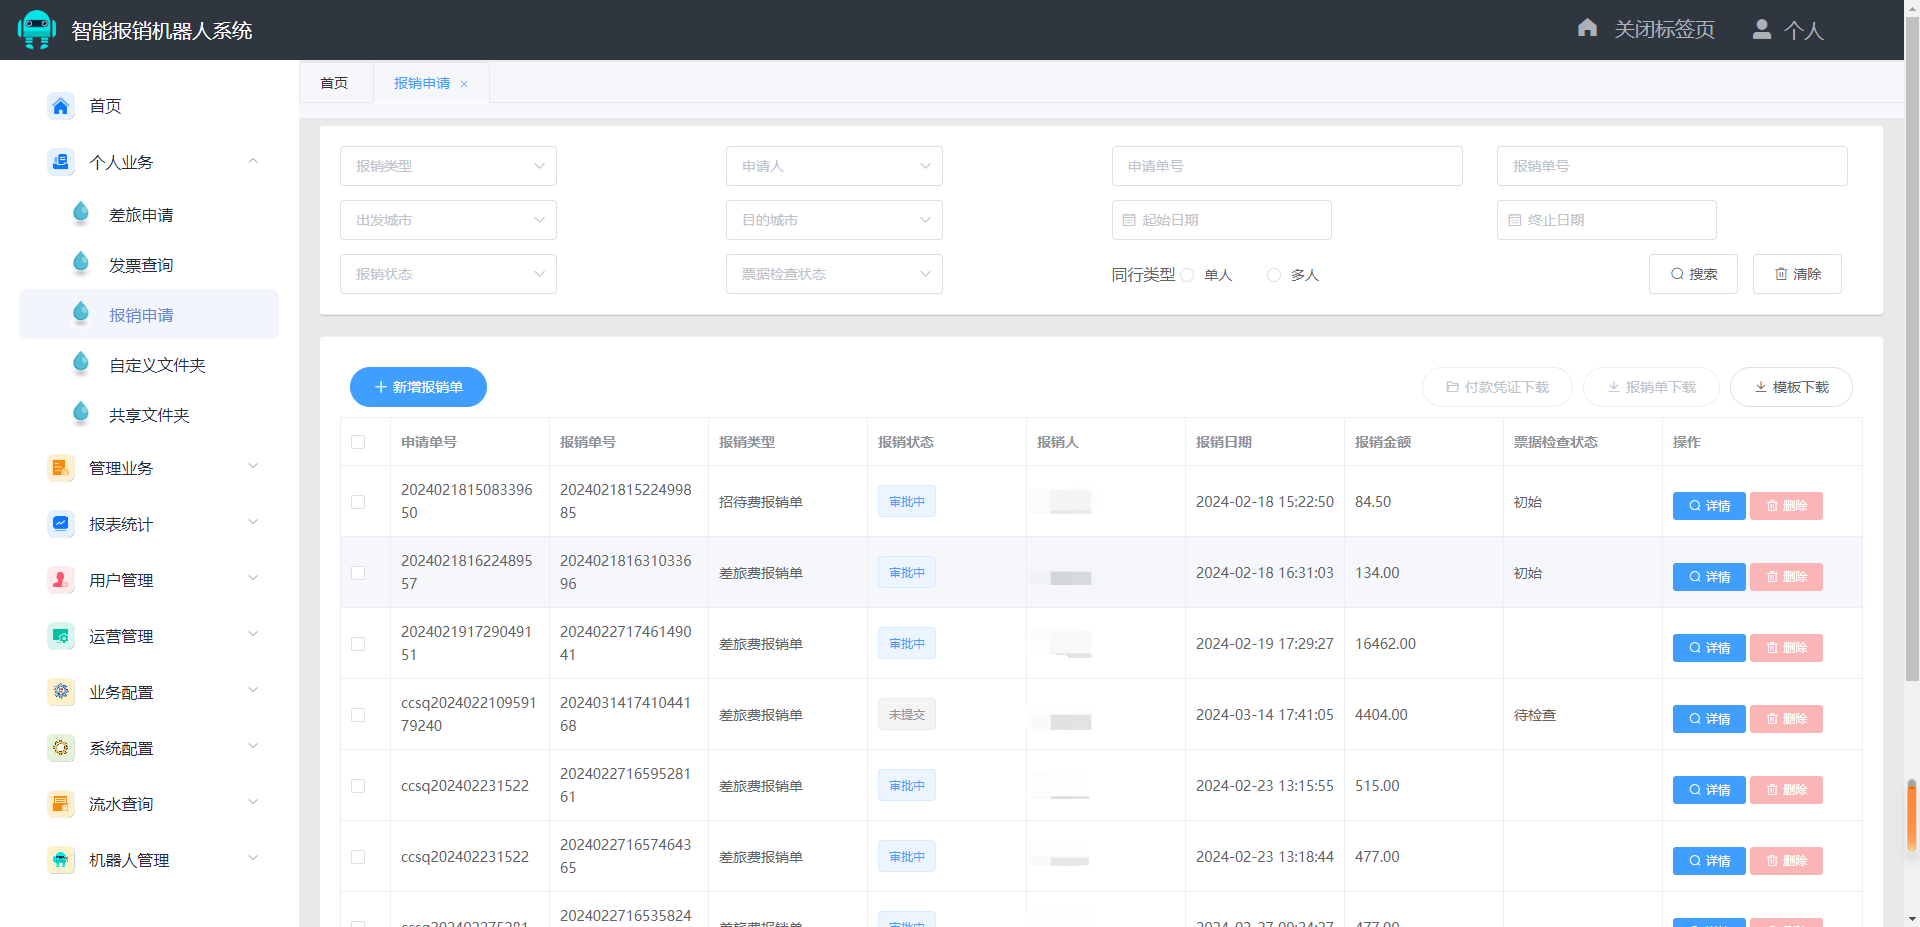 智能报销机器人系统
关闭标签页
个人
首页
个人业务
差旅申请
发票查询
报销申请
自定义文件夹
共享文件夹
管理业务
报表统计
用户管理
运营管理
业务配置
系统配置
流水查询
机器人管理
首页
报销申请 ×
报销类型
申请人
申请单号
报销单号
出发城市
目的城市
起始日期
终止日期
报销状态
票据检查状态
同行类型 单人 多人
搜索
清除
+ 新增报销单
付款凭证下载
报销单下载
模板下载
申请单号 报销单号 报销类型 报销状态 报销人 报销日期 报销金额 票据检查状态 操作
2024021815083396
50
2024021815224998
85
招待费报销单
审批中
2024-02-18 15:22:50
84.50
初始
详情
删除
2024021816224895
57
2024021816310336
96
差旅费报销单
审批中
2024-02-18 16:31:03
134.00
初始
详情
删除
2024021917290491
51
2024022717461490
41
差旅费报销单
审批中
2024-02-19 17:29:27
16462.00
详情
删除
ccsq2024022109591
79240
2024031417410441
68
差旅费报销单
未提交
2024-03-14 17:41:05
4404.00
待检查
详情
删除
ccsq202402231522
2024022716595281
61
差旅费报销单
审批中
2024-02-23 13:15:55
515.00
详情
删除
ccsq202402231522
2024022716574643
65
差旅费报销单
审批中
2024-02-23 13:18:44
477.00
详情
删除
2024022716535824